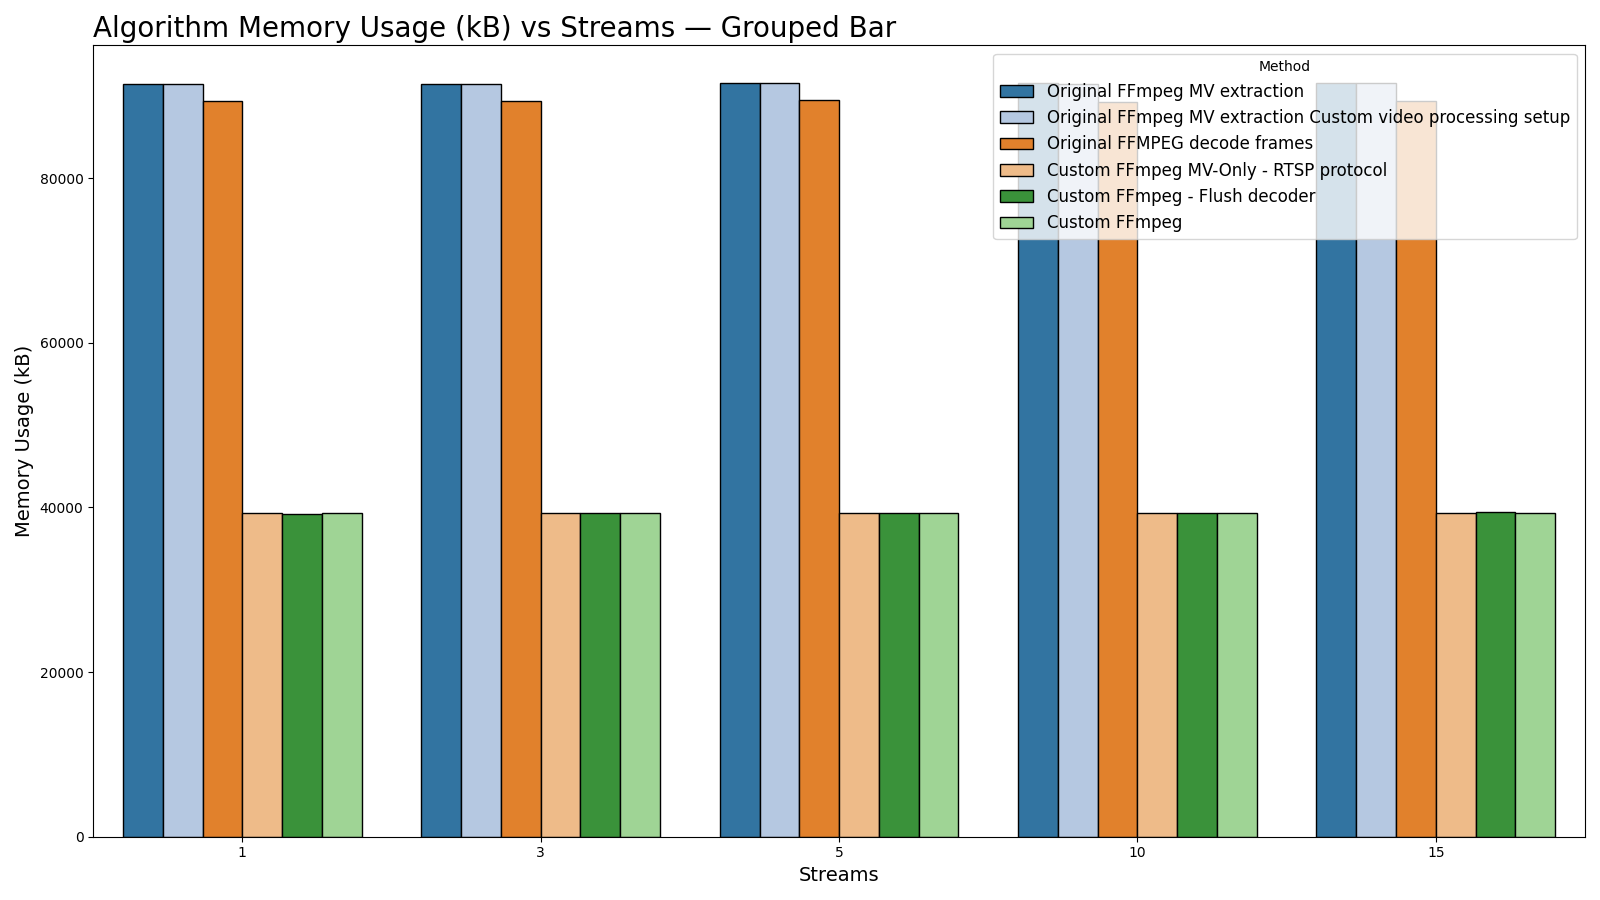 Algorithm Memory Usage (kB) vs Streams — Grouped Bar
Method
Original FFmpeg MV extraction
Original FFmpeg MV extraction Custom video processing setup
Original FFMPEG decode frames
Custom FFmpeg MV-Only - RTSP protocol
Custom FFmpeg - Flush decoder
Custom FFmpeg
Memory Usage (kB)
80000
60000
40000
20000
0
1 3 5 10 15
Streams